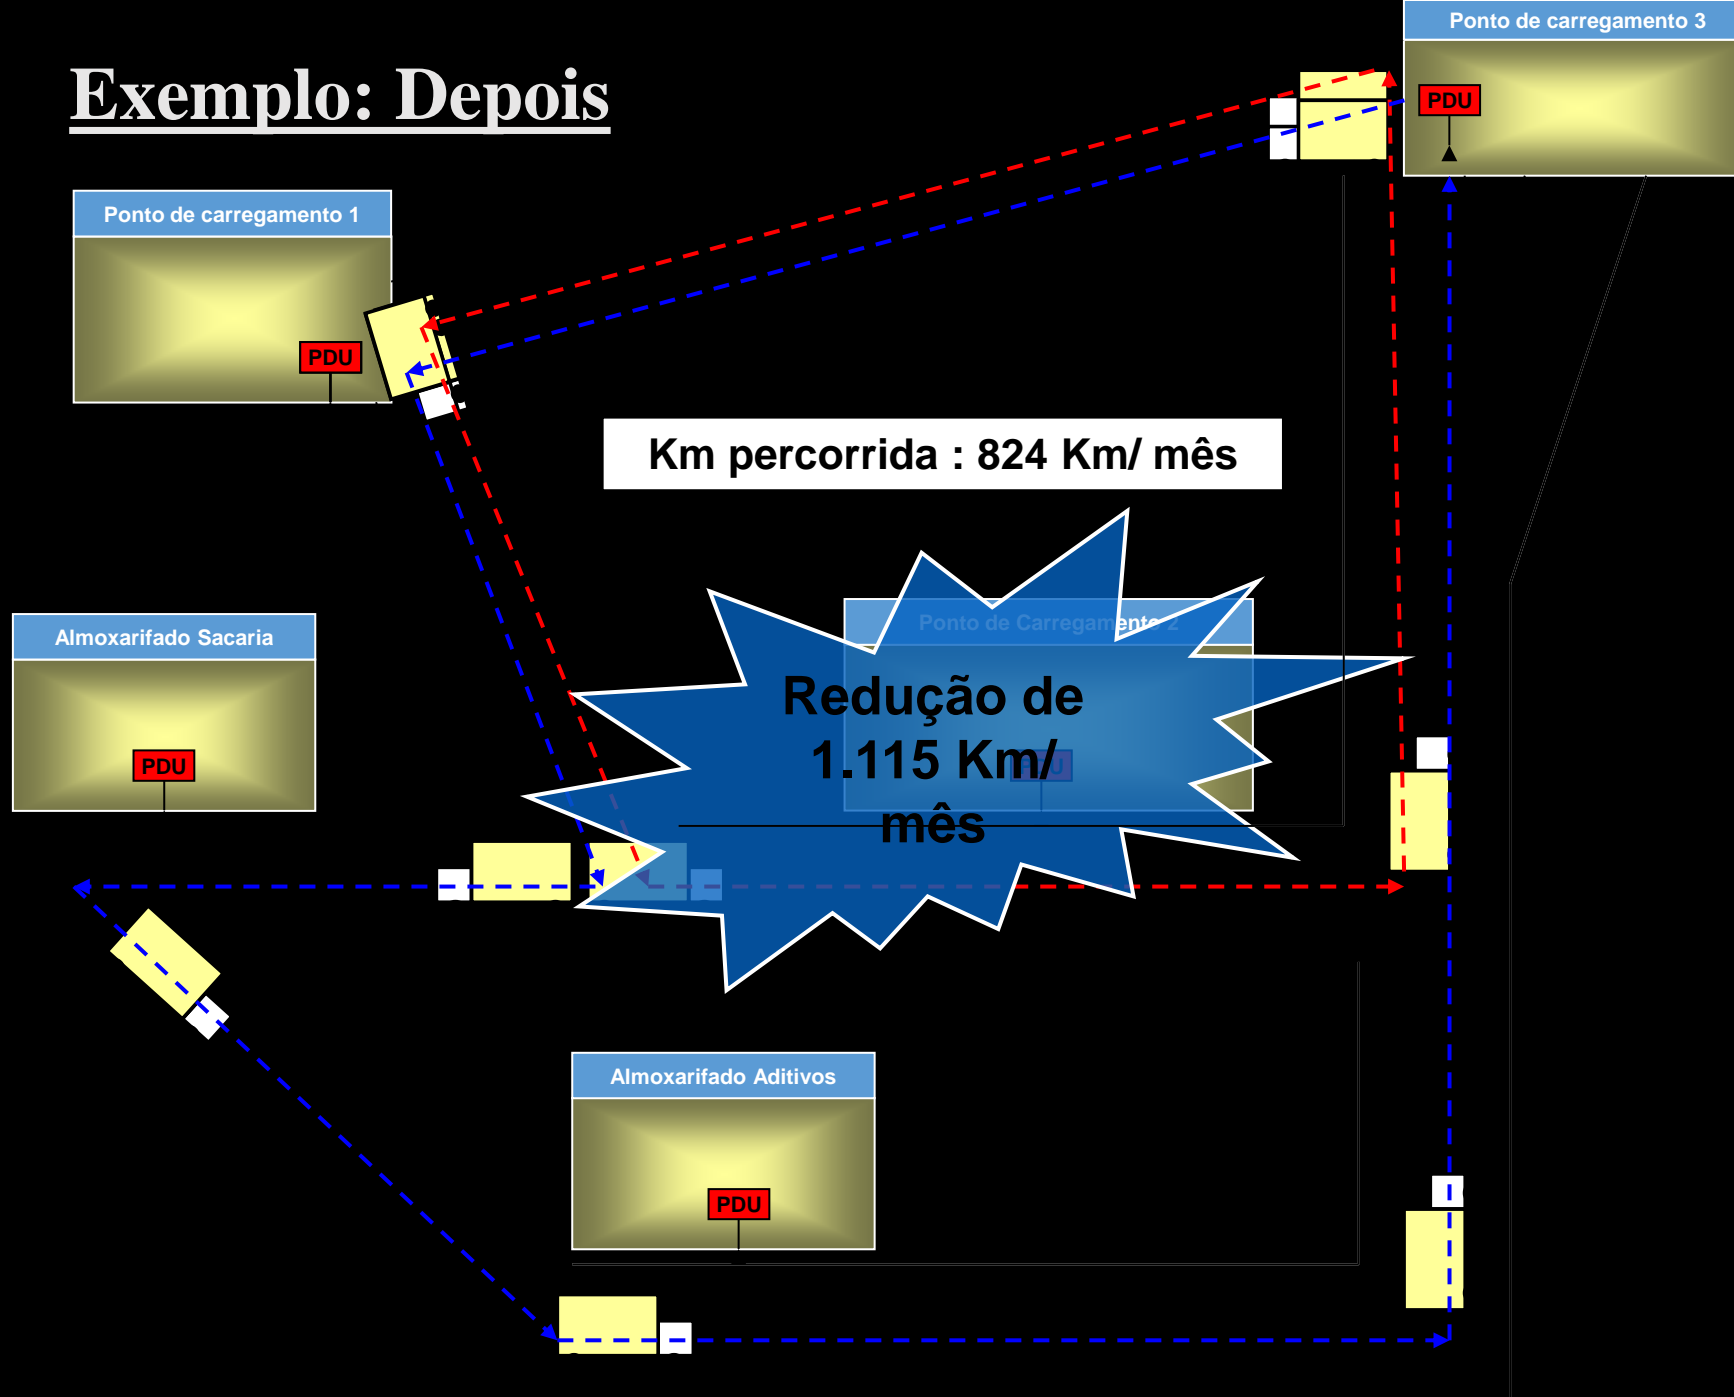 Ponto de carregamento 3
Exemplo: Depois
PDU
Ponto de carregamento 1
PDU
Km percorrida : 824 Km/ mês
Ponto de Carregamento 2
Almoxarifado Sacaria
Redução de
1.115 Km/
mês
PDU
PDU
Almoxarifado Aditivos
PDU